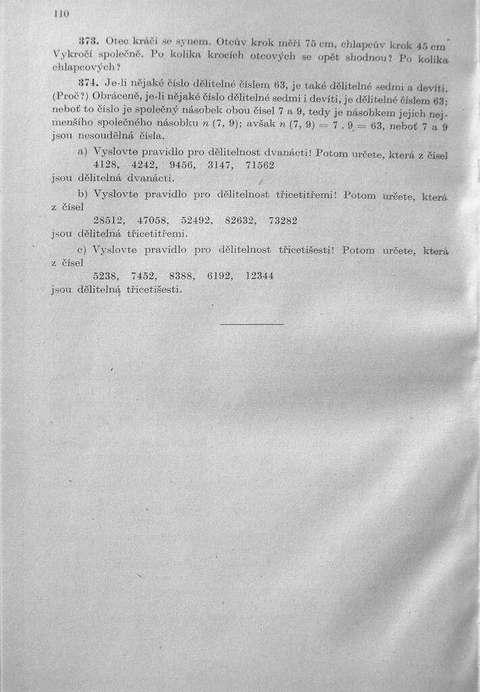 110
373. Otec kráčí se synem. Otcův krok měří 75 cm, chlapcův krok 45 cm
Vykročí společně. Po kolika krocích otcových se opět shodnou? Po kolika
chlapcových?
374. Je-li nějaké číslo dělitelné číslem 63, je také dělitelné sedmi a devíti.
(Proč?) Obráceně, je-li nějaké číslo dělitelné sedmi i devíti, je dělitelné číslem 63;
neboť to číslo je společný násobek obou čísel 7 a 9, tedy je násobkem jejich nej-
menšího společného násobku n (7, 9); avšak n (7, 9) = 7 . 9 = 63, neboť 7 a 9
jsou nesoudělná čísla.
a) Vyslovte pravidlo pro dělitelnost dvanácti! Potom určete, která z čísel
4128, 4242, 9456, 3147, 71562
jsou dělitelná dvanácti.
b) Vyslovte pravidlo pro dělitelnost třicetitřemi! Potom určete, která
z čísel
28512, 47058, 52492, 82632, 73282
jsou dělitelná třicetitřemi.
c) Vyslovte pravidlo pro dělitelnost třicetišesti! Potom určete, která
z čísel
5238, 7452, 8388, 6192, 12344
jsou dělitelná třicetišesti.